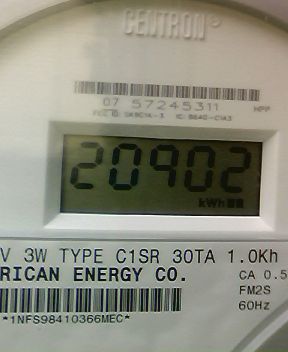 CENTRON®
07 57245311 HPP
20902
kWh
V 3W TYPE C1SR 30TA 1.0Kh
RICAN ENERGY CO.
CA 0.5
FM2S
60Hz
*1NFS98410366MEC*